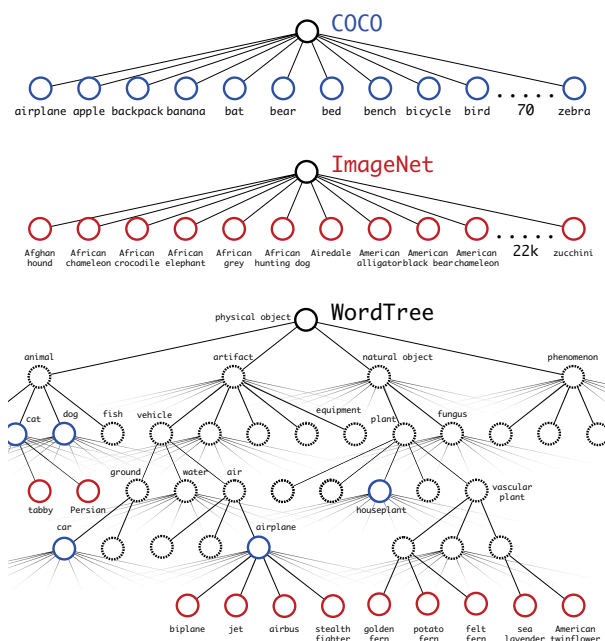 COCO
airplane apple backpack banana bat bear bed bench bicycle bird ..... zebra
70
ImageNet
Afghan hound
African chameleon
African crocodile
African elephant
African grey
African hunting dog
Airedale
American alligator
American black bear
American chameleon
.....
22k
zucchini
WordTree
physical object
animal artifact natural object phenomenon
cat dog fish vehicle equipment plant fungus
ground water air
tabby Persian houseplant vascular plant
car airplane
biplane jet airbus stealth fighter golden fern potato fern felt fern sea lavender American twinflower